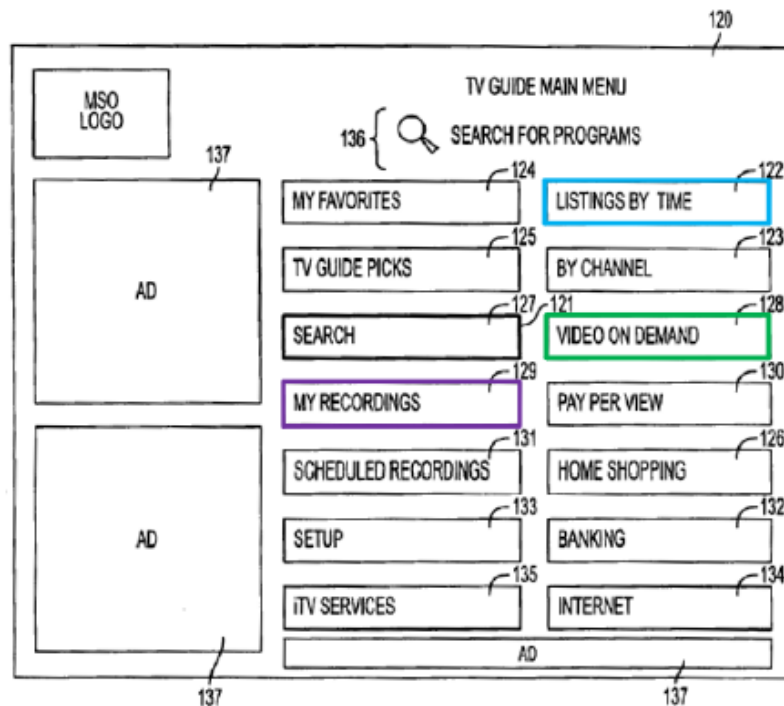 120
MSO
LOGO
TV GUIDE MAIN MENU
136
SEARCH FOR PROGRAMS
137
124
122
MY FAVORITES
LISTINGS BY TIME
125
123
TV GUIDE PICKS
BY CHANNEL
AD
127
121
128
SEARCH
VIDEO ON DEMAND
129
130
MY RECORDINGS
PAY PER VIEW
131
126
SCHEDULED RECORDINGS
HOME SHOPPING
133
132
AD
SETUP
BANKING
135
134
iTV SERVICES
INTERNET
AD
137
137